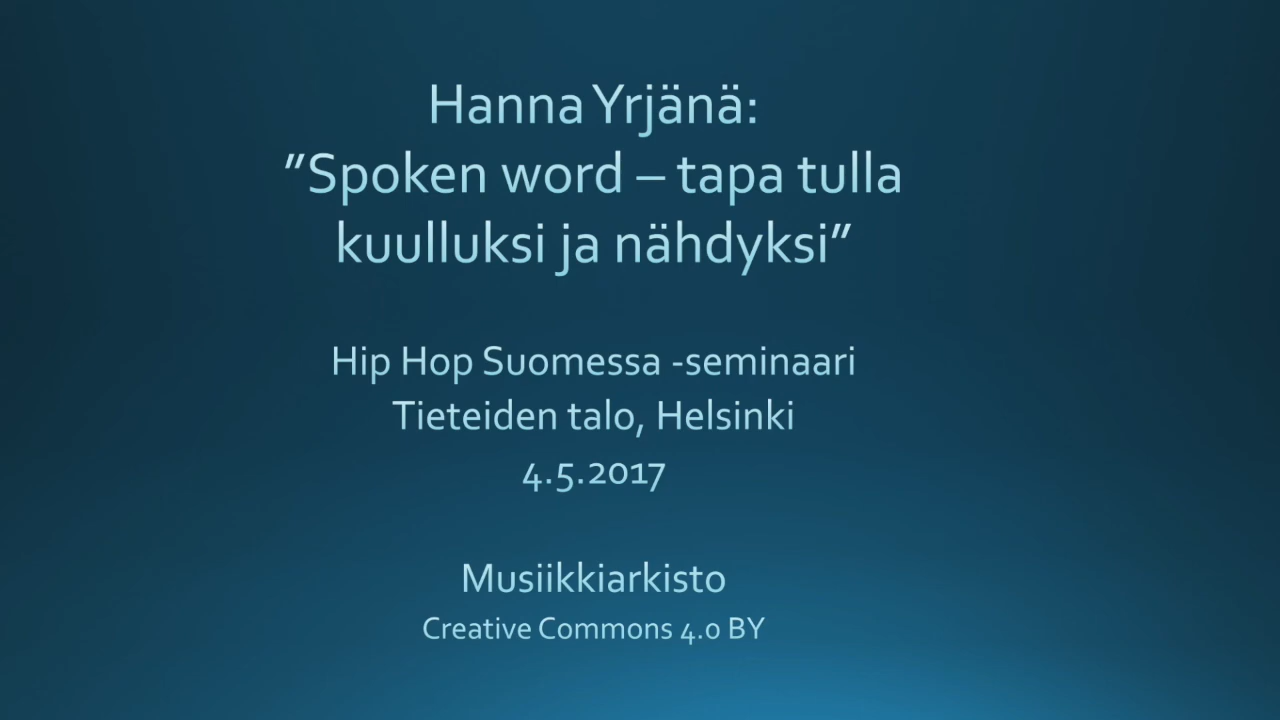 Hanna Yrjänä:
”Spoken word – tapa tulla
kuulluksi ja nähdyksi”
Hip Hop Suomessa -seminaari
Tieteiden talo, Helsinki
4.5.2017
Musiikkiarkisto
Creative Commons 4.0 BY